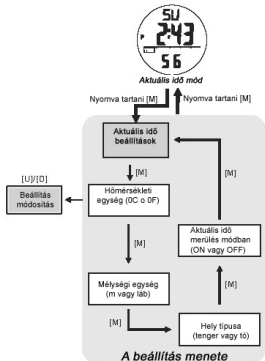 SU
P 2:43
56
Aktuális idő mód
Nyomva tartani [M]
Nyomva tartani [M]
Aktuális idő
beállítások
[M]
[U]/[D]
Beállítás
módosítás
Hőmérsékleti
egység (0C o 0F)
[M]
Aktuális idő
merülés módban
(ON vagy OFF)
[M]
Mélységi egység
(m vagy láb)
[M]
[M]
Hely típusa
(tenger vagy tó)
A beállítás menete